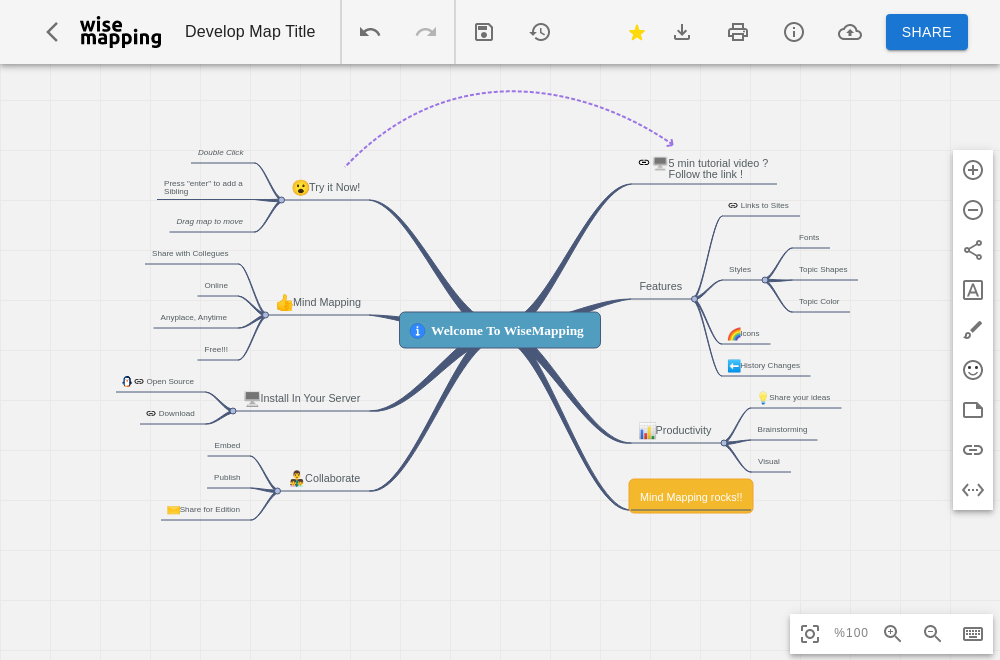 wise
mapping
Develop Map Title
SHARE
Double Click
Press "enter" to add a
Sibling
Drag map to move
Try it Now!
Share with Collegues
Online
Anyplace, Anytime
Free!!!
Mind Mapping
Open Source
Download
Install In Your Server
Embed
Publish
Share for Edition
Collaborate
Welcome To WiseMapping
5 min tutorial video ?
Follow the link !
Features
Links to Sites
Styles
Fonts
Topic Shapes
Topic Color
Icons
History Changes
Productivity
Share your ideas
Brainstorming
Visual
Mind Mapping rocks!!
%100